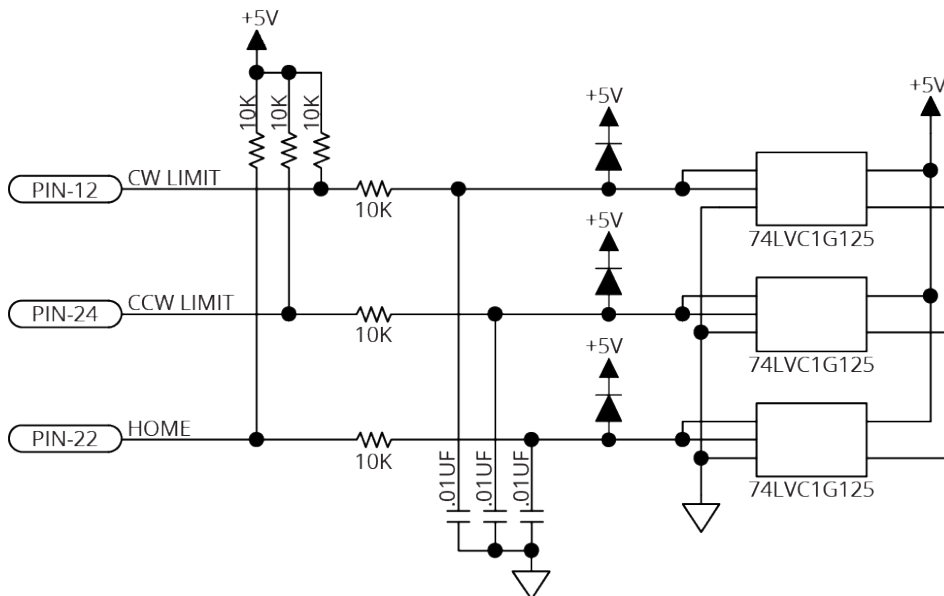 +5V
10K
10K
10K
+5V
+5V
PIN-12
CW LIMIT
10K
74LVC1G125
+5V
PIN-24
CCW LIMIT
10K
74LVC1G125
+5V
PIN-22
HOME
10K
.01UF
.01UF
.01UF
74LVC1G125